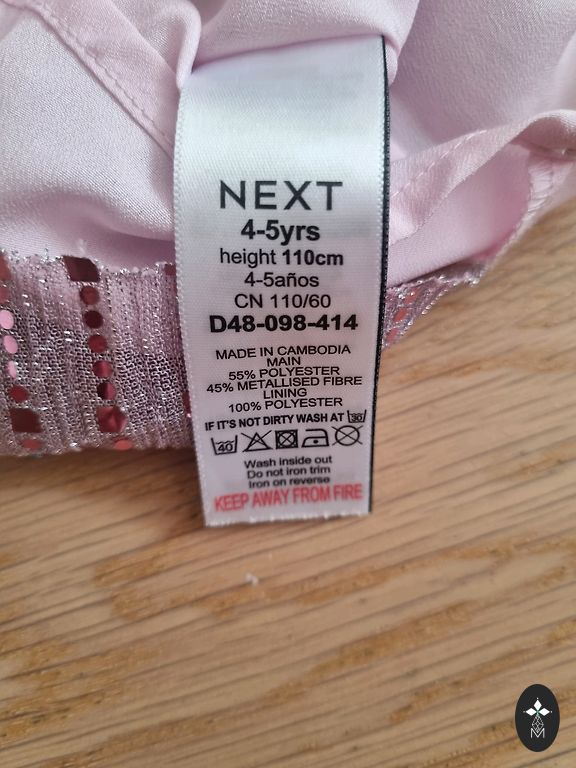 NEXT
4-5yrs
height 110cm
4-5años
CN 110/60
D48-098-414
MADE IN CAMBODIA
MAIN
55% POLYESTER
45% METALLISED FIBRE
LINING
100% POLYESTER
IF IT'S NOT DIRTY WASH AT 30
40
Wash inside out
Do not iron trim
Iron on reverse
KEEP AWAY FROM FIRE
M